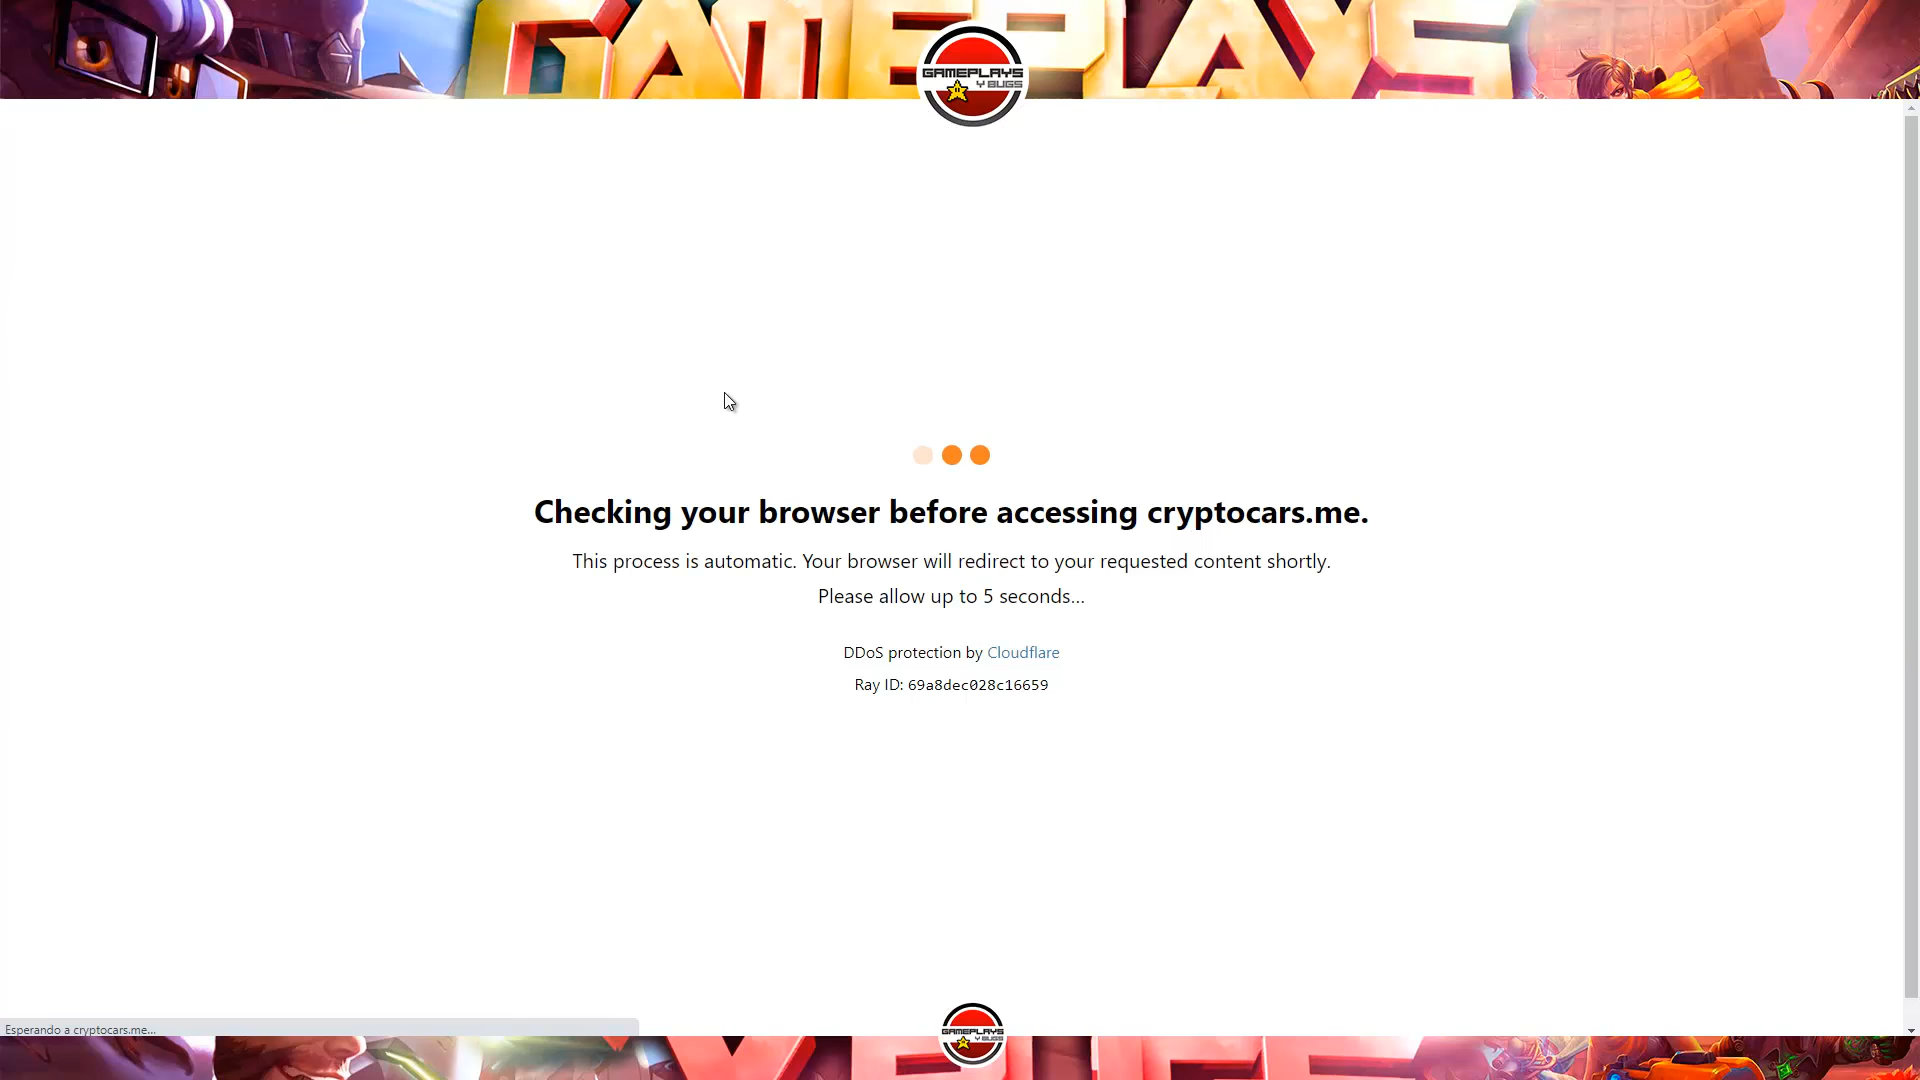 GAMEPLAYS
GAMEPLAYS
Y BUGS
Checking your browser before accessing cryptocars.me.
This process is automatic. Your browser will redirect to your requested content shortly.
Please allow up to 5 seconds...
DDoS protection by Cloudflare
Ray ID: 69a8dec028c16659
Esperando a cryptocars.me...
GAMEPLAYS
Y BUGS